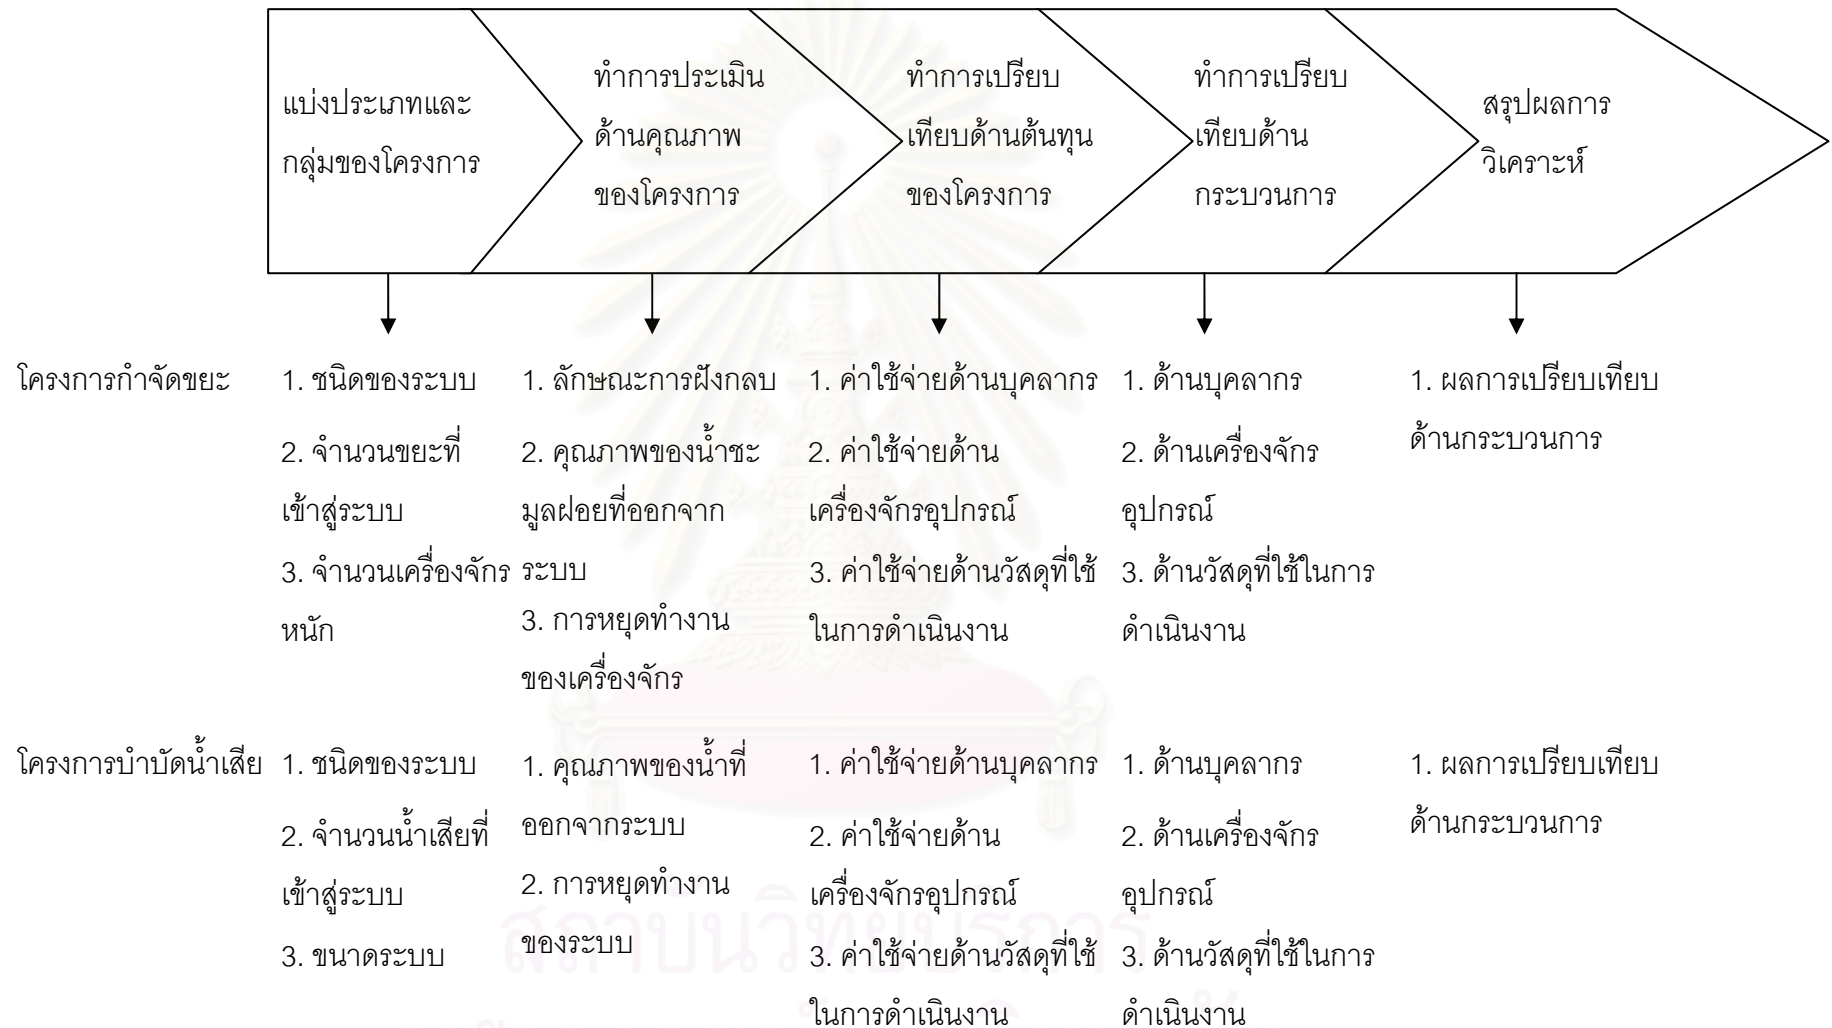 แบ่งประเภทและ
กลุ่มของโครงการ
ทำการประเมิน
ด้านคุณภาพ
ของโครงการ
ทำการเปรียบ
เทียบด้านต้นทุน
ของโครงการ
ทำการเปรียบ
เทียบด้าน
กระบวนการ
สรุปผลการ
วิเคราะห์
โครงการกำจัดขยะ
1. ชนิดของระบบ
2. จำนวนขยะที่
เข้าสู่ระบบ
3. จำนวนเครื่องจักร
หนัก
1. ลักษณะการฝังกลบ
2. คุณภาพของน้ำชะ
มูลฝอยที่ออกจาก
ระบบ
3. การหยุดทำงาน
ของเครื่องจักร
1. ค่าใช้จ่ายด้านบุคลากร
2. ค่าใช้จ่ายด้าน
เครื่องจักรอุปกรณ์
3. ค่าใช้จ่ายด้านวัสดุที่ใช้
ในการดำเนินงาน
1. ด้านบุคลากร
2. ด้านเครื่องจักร
อุปกรณ์
3. ด้านวัสดุที่ใช้ในการ
ดำเนินงาน
1. ผลการเปรียบเทียบ
ด้านกระบวนการ
โครงการบำบัดน้ำเสีย
1. ชนิดของระบบ
2. จำนวนน้ำเสียที่
เข้าสู่ระบบ
3. ขนาดระบบ
1. คุณภาพของน้ำที่
ออกจากระบบ
2. การหยุดทำงาน
ของระบบ
1. ค่าใช้จ่ายด้านบุคลากร
2. ค่าใช้จ่ายด้าน
เครื่องจักรอุปกรณ์
3. ค่าใช้จ่ายด้านวัสดุที่ใช้
ในการดำเนินงาน
1. ด้านบุคลากร
2. ด้านเครื่องจักร
อุปกรณ์
3. ด้านวัสดุที่ใช้ในการ
ดำเนินงาน
1. ผลการเปรียบเทียบ
ด้านกระบวนการ
สถาบันวิทยบริการ